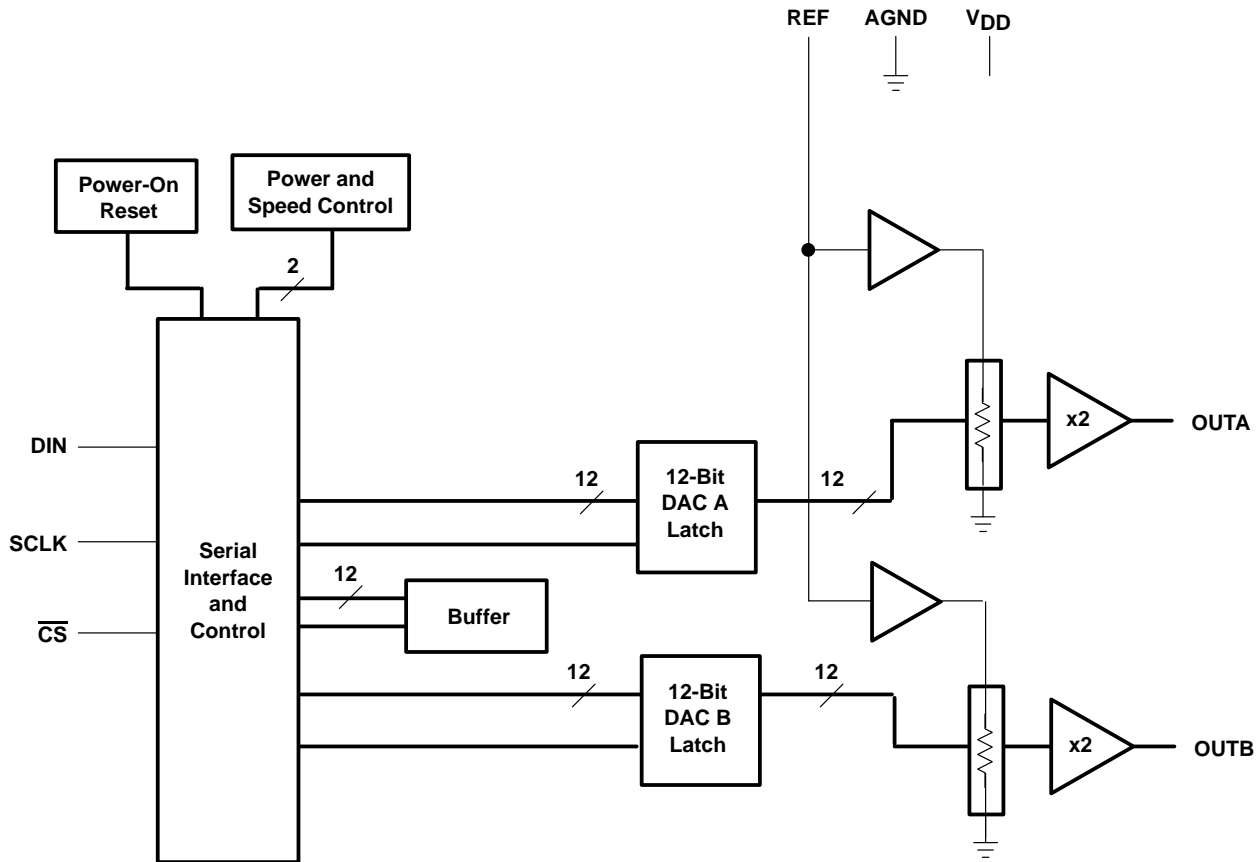 REF AGND VDD
Power-On
Reset
Power and
Speed Control
2
DIN
SCLK
CS
Serial
Interface
and
Control
12
12-Bit
DAC A
Latch
12
x2
OUTA
12
Buffer
12
12-Bit
DAC B
Latch
12
x2
OUTB